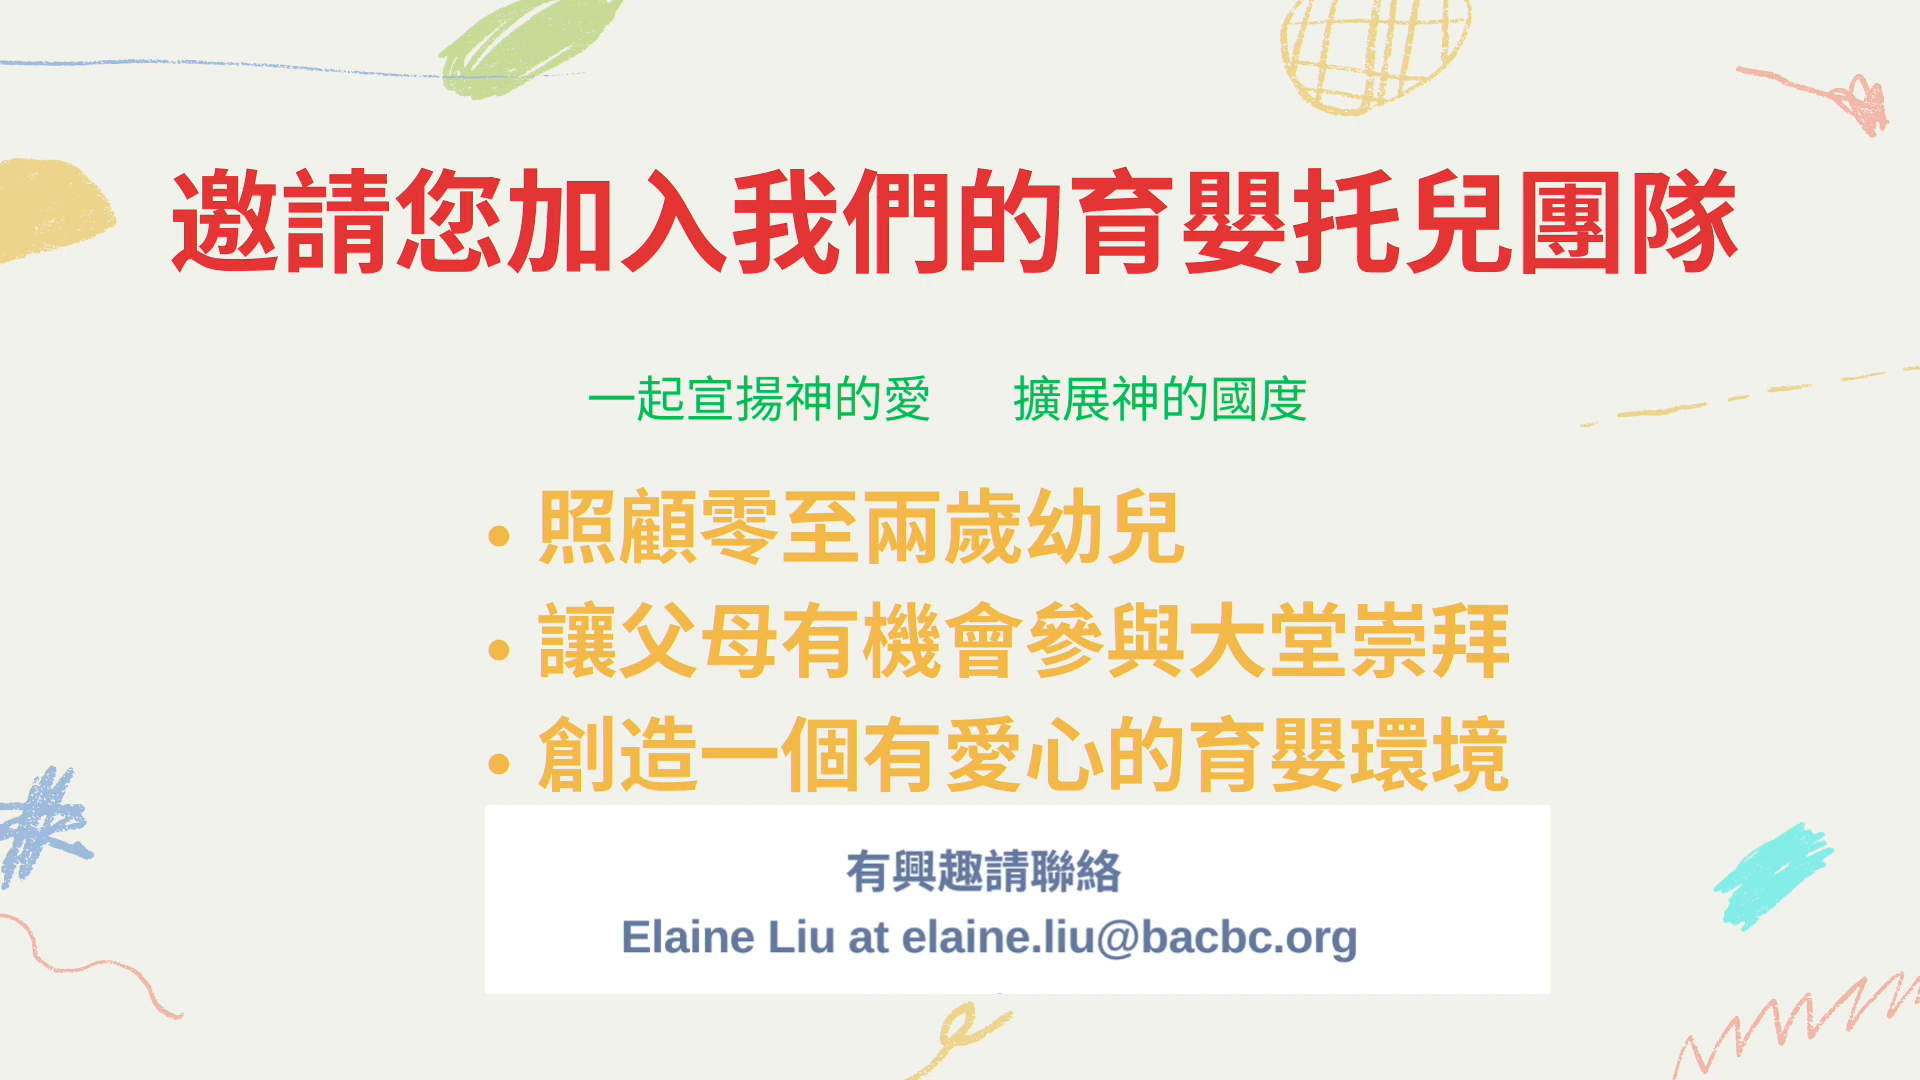 邀請您加入我們的育嬰托兒團隊
一起宣揚神的愛 擴展神的國度
• 照顧零至兩歲幼兒
• 讓父母有機會參與大堂崇拜
• 創造一個有愛心的育嬰環境
有興趣請聯絡
Elaine Liu at elaine.liu@bacbc.org